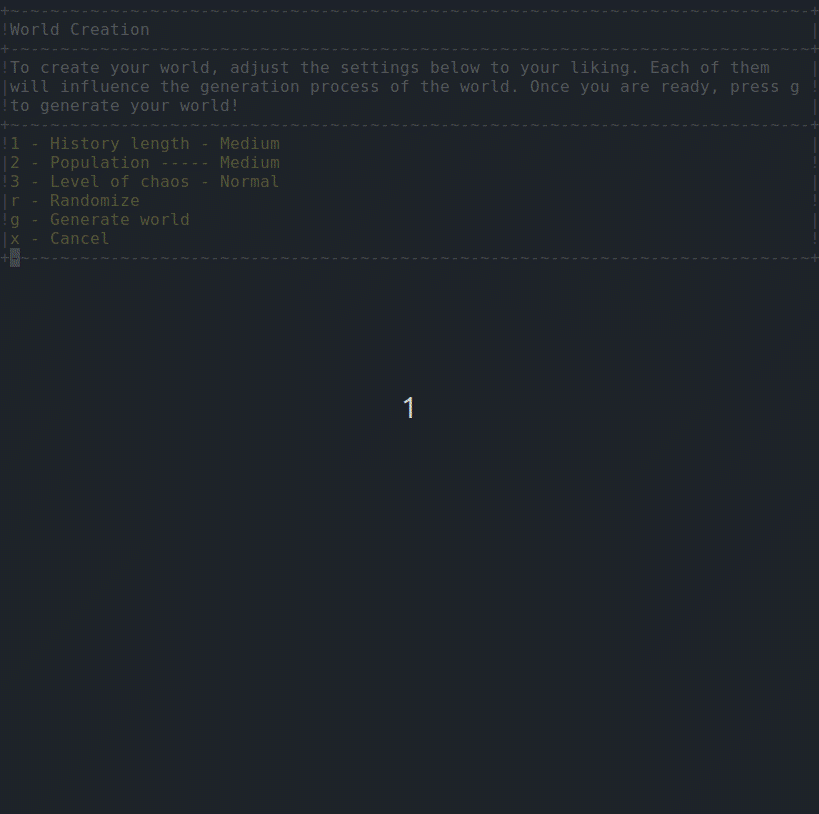 World Creation
To create your world, adjust the settings below to your liking. Each of them
will influence the generation process of the world. Once you are ready, press g
to generate your world!
1 - History length - Medium
2 - Population ----- Medium
3 - Level of chaos - Normal
r - Randomize
g - Generate world
x - Cancel
1